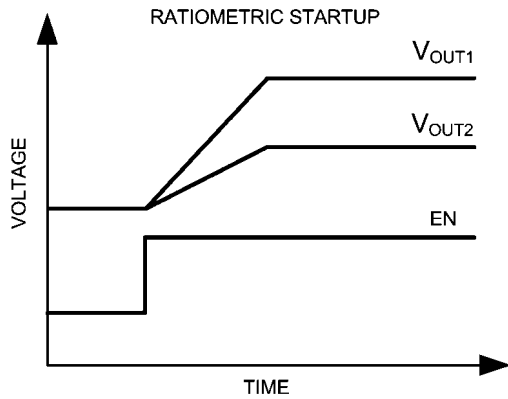 RATIOMETRIC STARTUP
VOUT1
VOUT2
EN
VOLTAGE
TIME